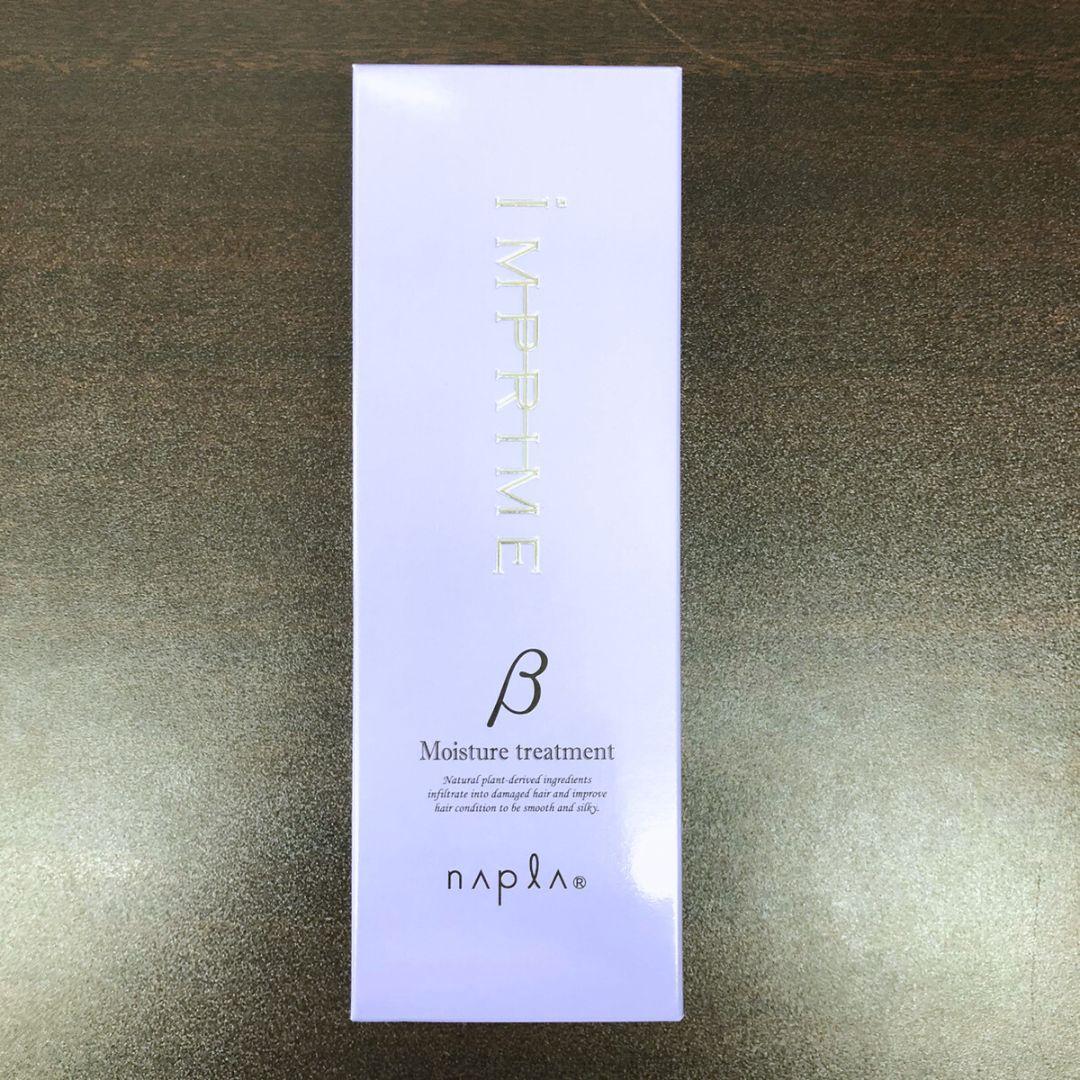 iMPRIME
β
Moisture treatment
Natural plant-derived ingredients
infiltrate into damaged hair and improve
hair condition to be smooth and silky.
napla®